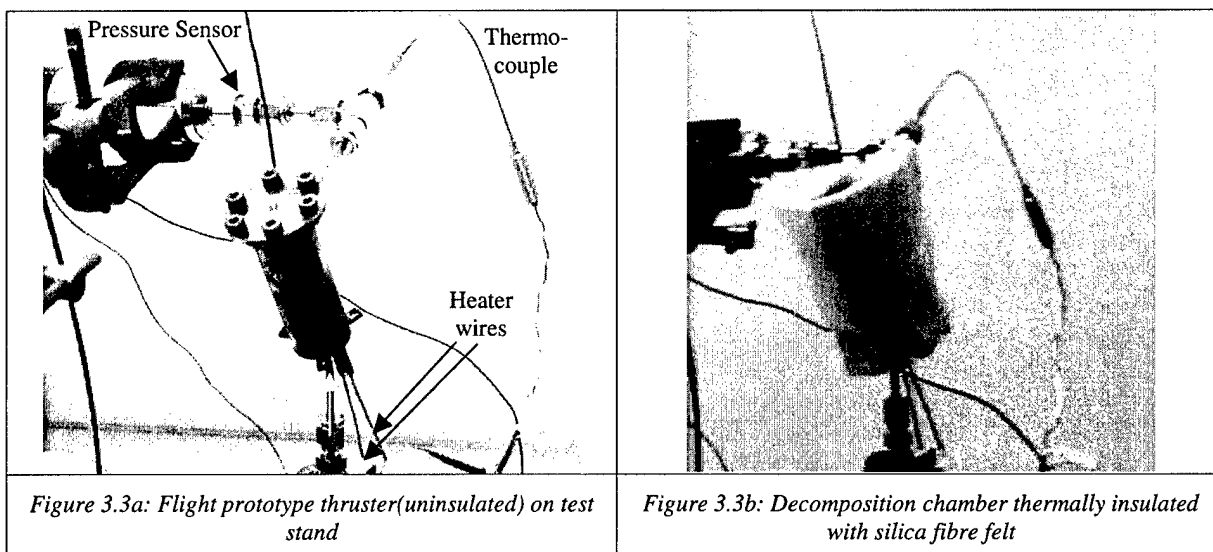 Pressure Sensor
Thermo-
couple
Heater
wires
Figure 3.3a: Flight prototype thruster(uninsulated) on test
stand
Figure 3.3b: Decomposition chamber thermally insulated
with silica fibre felt